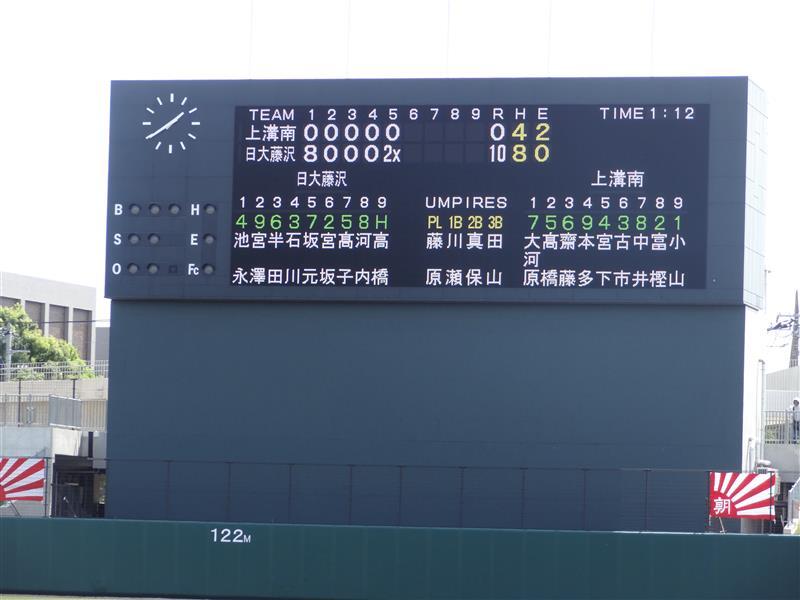 TEAM 1 2 3 4 5 6 7 8 9 R H E TIME 1:12
上溝南 0 0 0 0 0 0 4 2
日大藤沢 8 0 0 0 2x 10 8 0
日大藤沢 上溝南
1 2 3 4 5 6 7 8 9 UMPIRES 1 2 3 4 5 6 7 8 9
4 9 6 3 7 2 5 8 H PL 1B 2B 3B 7 5 6 9 4 3 8 2 1
池宮半石坂宮髙河高 藤川真田 大髙齋本宮古中冨小
河
永澤田川元坂子内橋 原瀬保山 原橋藤多下市井樫山
B H
S E
O Fc
朝
122M